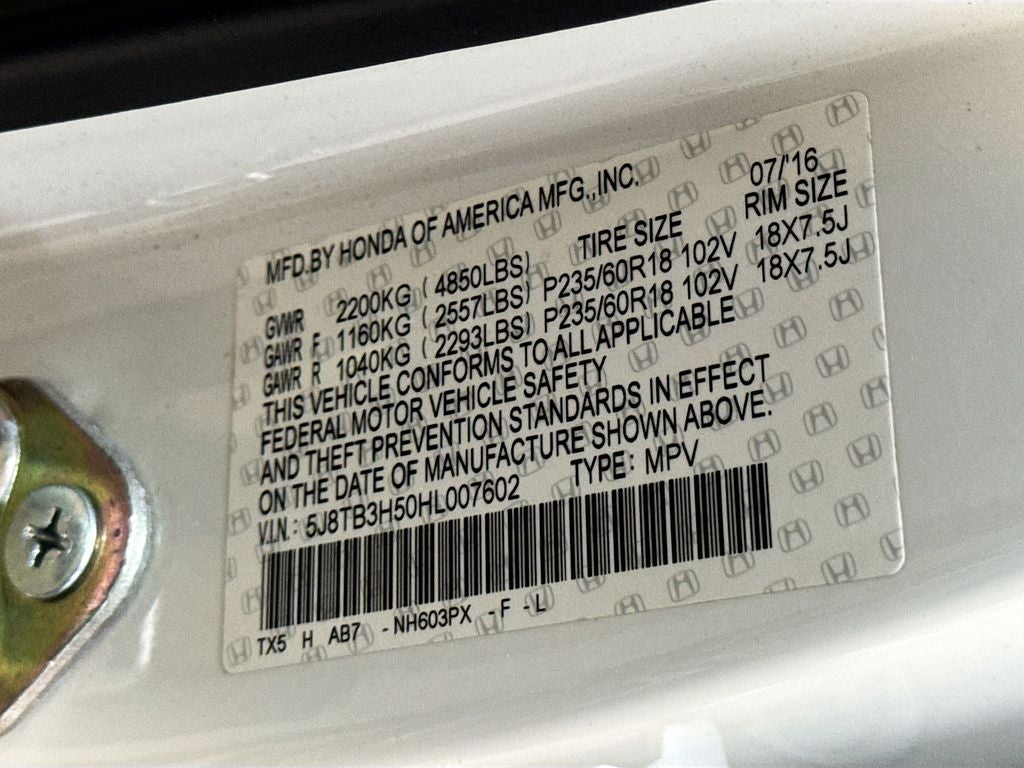 MFD.BY HONDA OF AMERICA MFG.,INC. 07/'16
TIRE SIZE RIM SIZE
GVWR 2200KG ( 4850LBS)
GAWR F 1160KG ( 2557LBS) P235/60R18 102V 18X7.5J
GAWR R 1040KG ( 2293LBS) P235/60R18 102V 18X7.5J
THIS VEHICLE CONFORMS TO ALL APPLICABLE
FEDERAL MOTOR VEHICLE SAFETY
AND THEFT PREVENTION STANDARDS IN EFFECT
ON THE DATE OF MANUFACTURE SHOWN ABOVE.
V.I.N.: 5J8TB3H50HL007602 TYPE: MPV
TX5 H AB7 -NH603PX -F -L